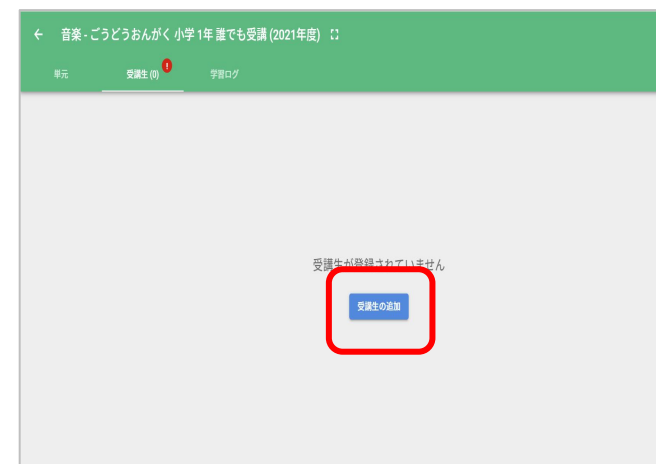 ← 音楽 - ごうどうおんがく 小学 1年 誰でも受講 (2021年度)
単元 受講生 (0) ! 学習ログ
受講生が登録されていません
受講生の追加